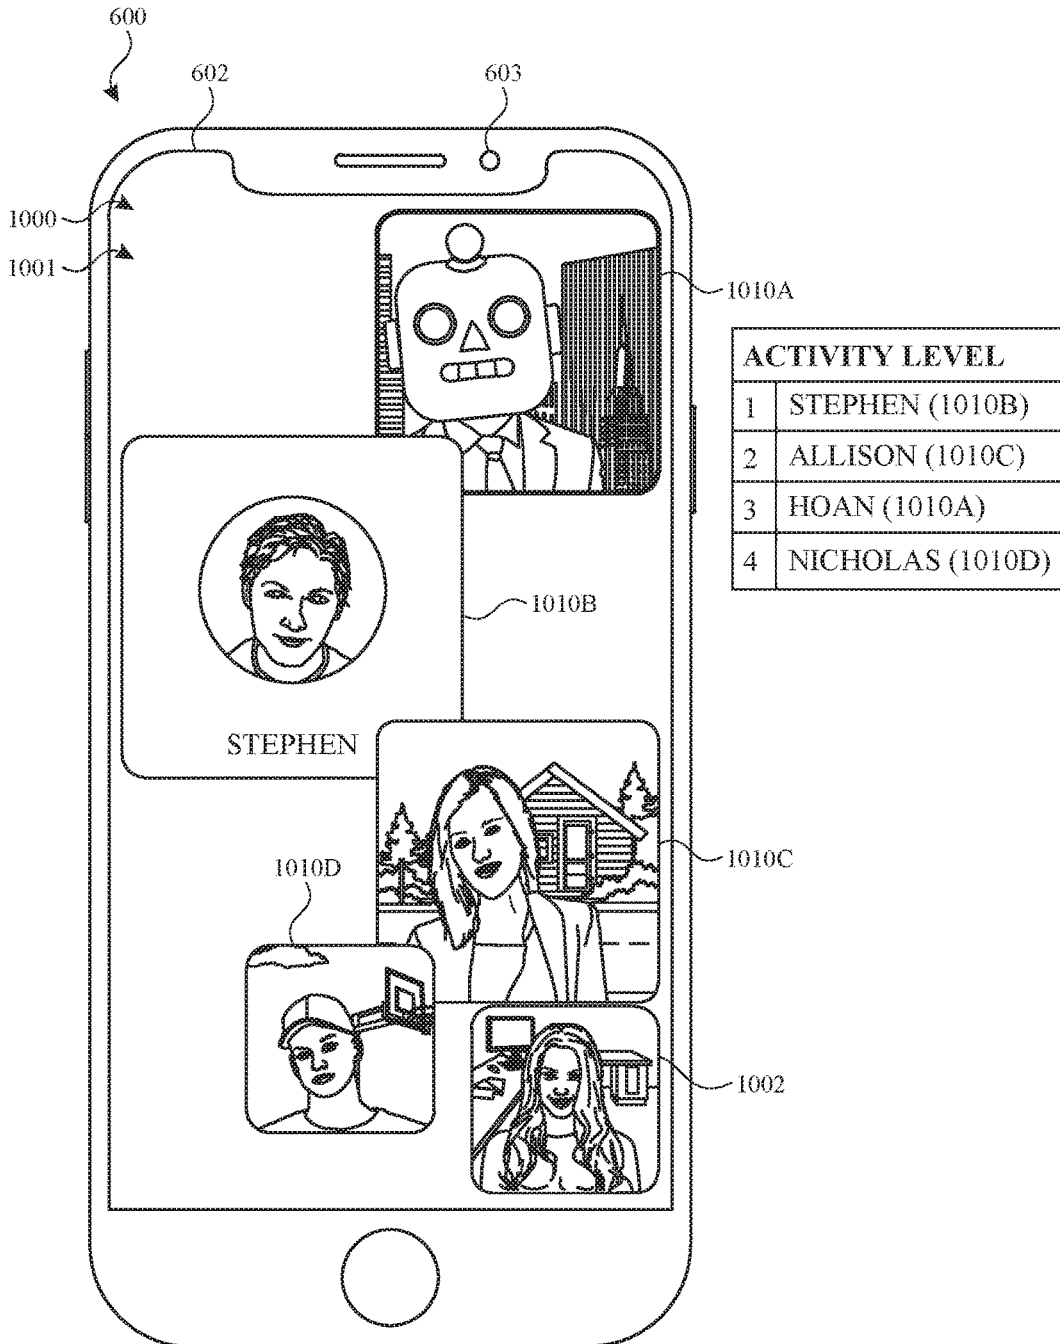 600
602
603
1000
1001
1010A
ACTIVITY LEVEL
1 STEPHEN (1010B)
2 ALLISON (1010C)
3 HOAN (1010A)
4 NICHOLAS (1010D)
1010B
STEPHEN
1010C
1010D
1002